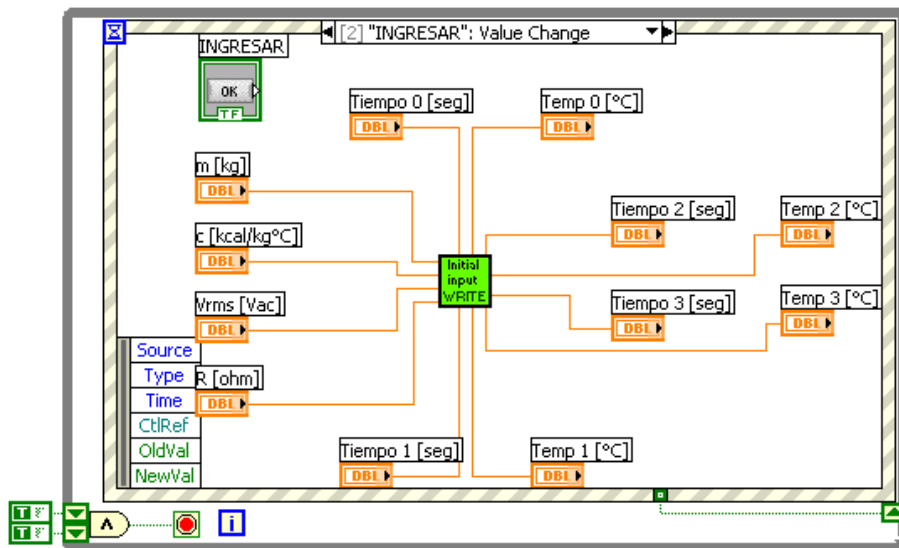 [2] "INGRESAR": Value Change
INGRESAR
OK
TF
Tiempo 0 [seg]
DBL
Temp 0 [°C]
DBL
m [kg]
DBL
Tiempo 2 [seg]
DBL
Temp 2 [°C]
DBL
c [kcal/kg°C]
DBL
Initial
input
WRITE
Vrms [Vac]
DBL
Tiempo 3 [seg]
DBL
Temp 3 [°C]
DBL
Source
Type
Time
CtlRef
OldVal
NewVal
R [ohm]
DBL
Tiempo 1 [seg]
DBL
Temp 1 [°C]
DBL
T
T
i